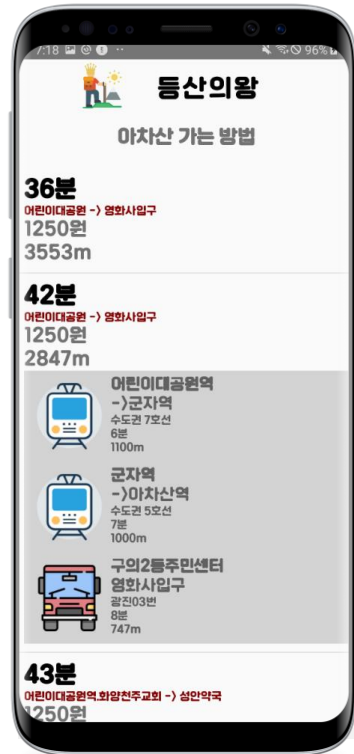 7:18
96%
등산의왕
아차산 가는 방법
36분
어린이대공원 -> 영화사입구
1250원
3553m
42분
어린이대공원 -> 영화사입구
1250원
2847m
어린이대공원역
->군자역
수도권 7호선
6분
1100m
군자역
->아차산역
수도권 5호선
7분
1000m
구의2동주민센터
영화사입구
광진03번
8분
747m
43분
어린이대공원역.화양천주교회 -> 성안약국
1250원